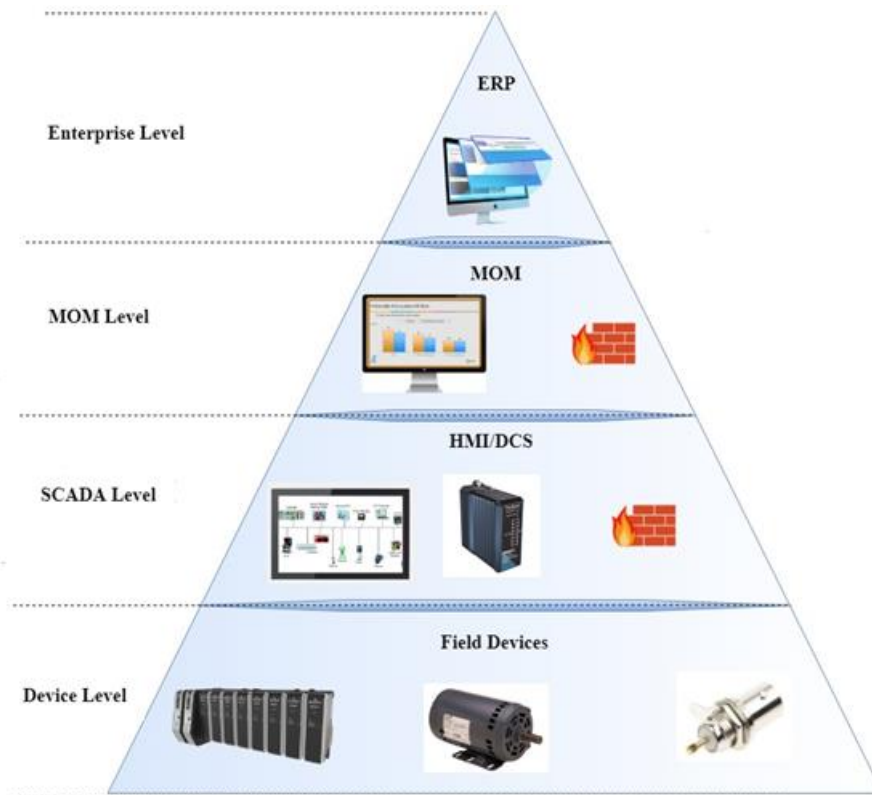 ERP
Enterprise Level
MOM
MOM Level
HMI/DCS
SCADA Level
Field Devices
Device Level